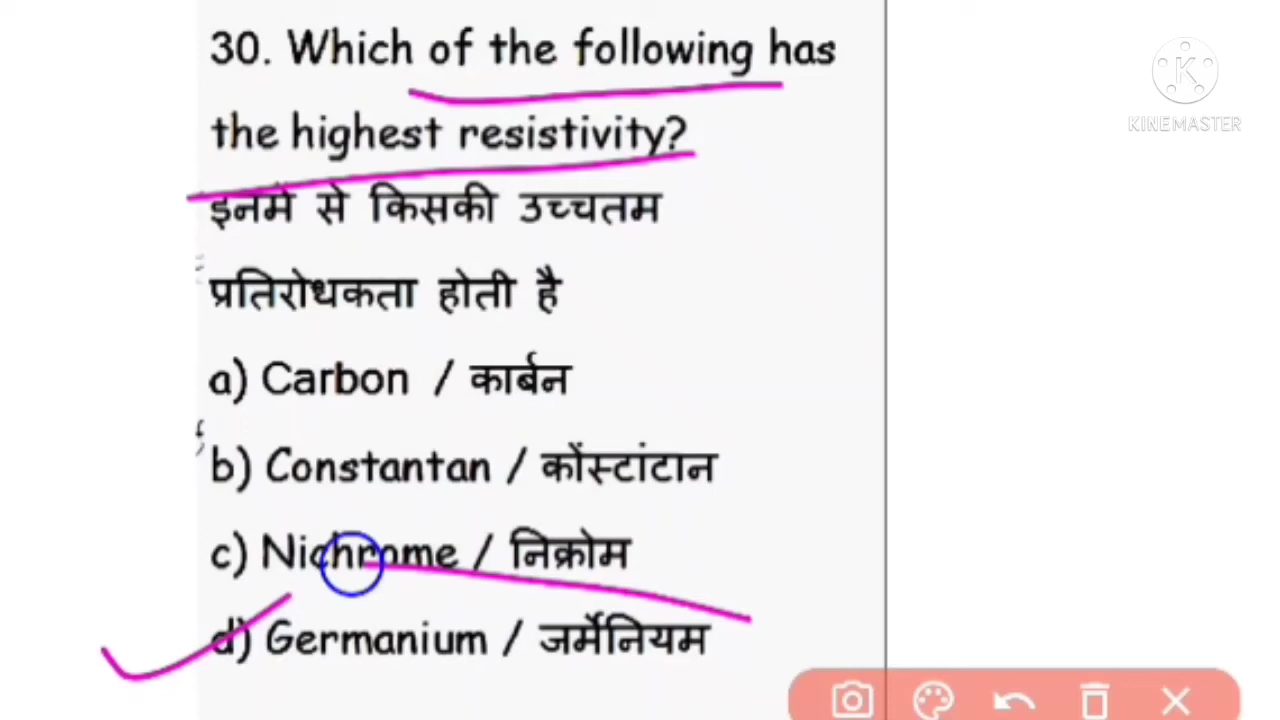 30. Which of the following has
the highest resistivity?
इनमें से किसकी उच्चतम
प्रतिरोधकता होती है
a) Carbon / कार्बन
b) Constantan / कोंस्टांटान
c) Nichrome / निक्रोम
d) Germanium / जर्मेनियम
K
KINEMASTER